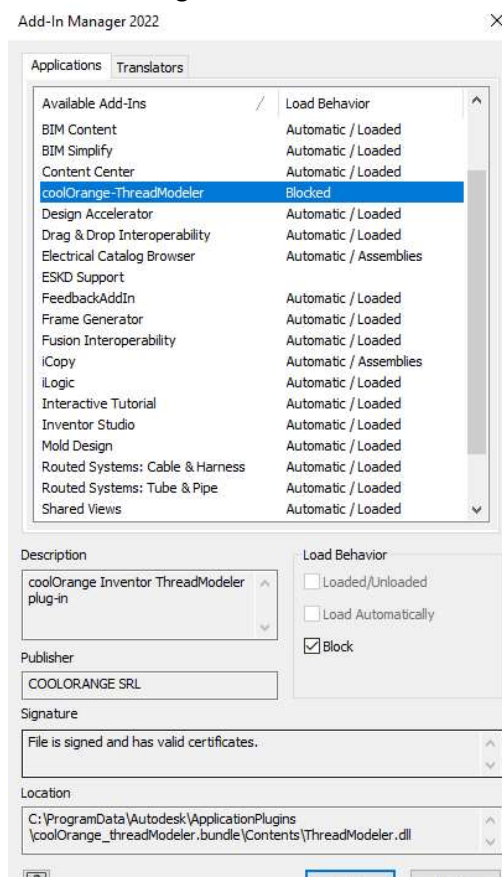 Add-In Manager 2022
Applications Translators
Available Add-Ins / Load Behavior
BIM Content Automatic / Loaded
BIM Simplify Automatic / Loaded
Content Center Automatic / Loaded
coolOrange-ThreadModeler Blocked
Design Accelerator Automatic / Loaded
Drag & Drop Interoperability Automatic / Loaded
Electrical Catalog Browser Automatic / Assemblies
ESKD Support
FeedbackAddIn Automatic / Loaded
Frame Generator Automatic / Loaded
Fusion Interoperability Automatic / Loaded
iCopy Automatic / Assemblies
iLogic Automatic / Loaded
Interactive Tutorial Automatic / Loaded
Inventor Studio Automatic / Loaded
Mold Design Automatic / Loaded
Routed Systems: Cable & Harness Automatic / Loaded
Routed Systems: Tube & Pipe Automatic / Loaded
Shared Views Automatic / Loaded
Description
coolOrange Inventor ThreadModeler
plug-in
Load Behavior
Loaded/Unloaded
Load Automatically
Block
Publisher
COOLORANGE SRL
Signature
File is signed and has valid certificates.
Location
C:\ProgramData\Autodesk\ApplicationPlugins
\coolOrange_threadModeler.bundle\Contents\ThreadModeler.dll